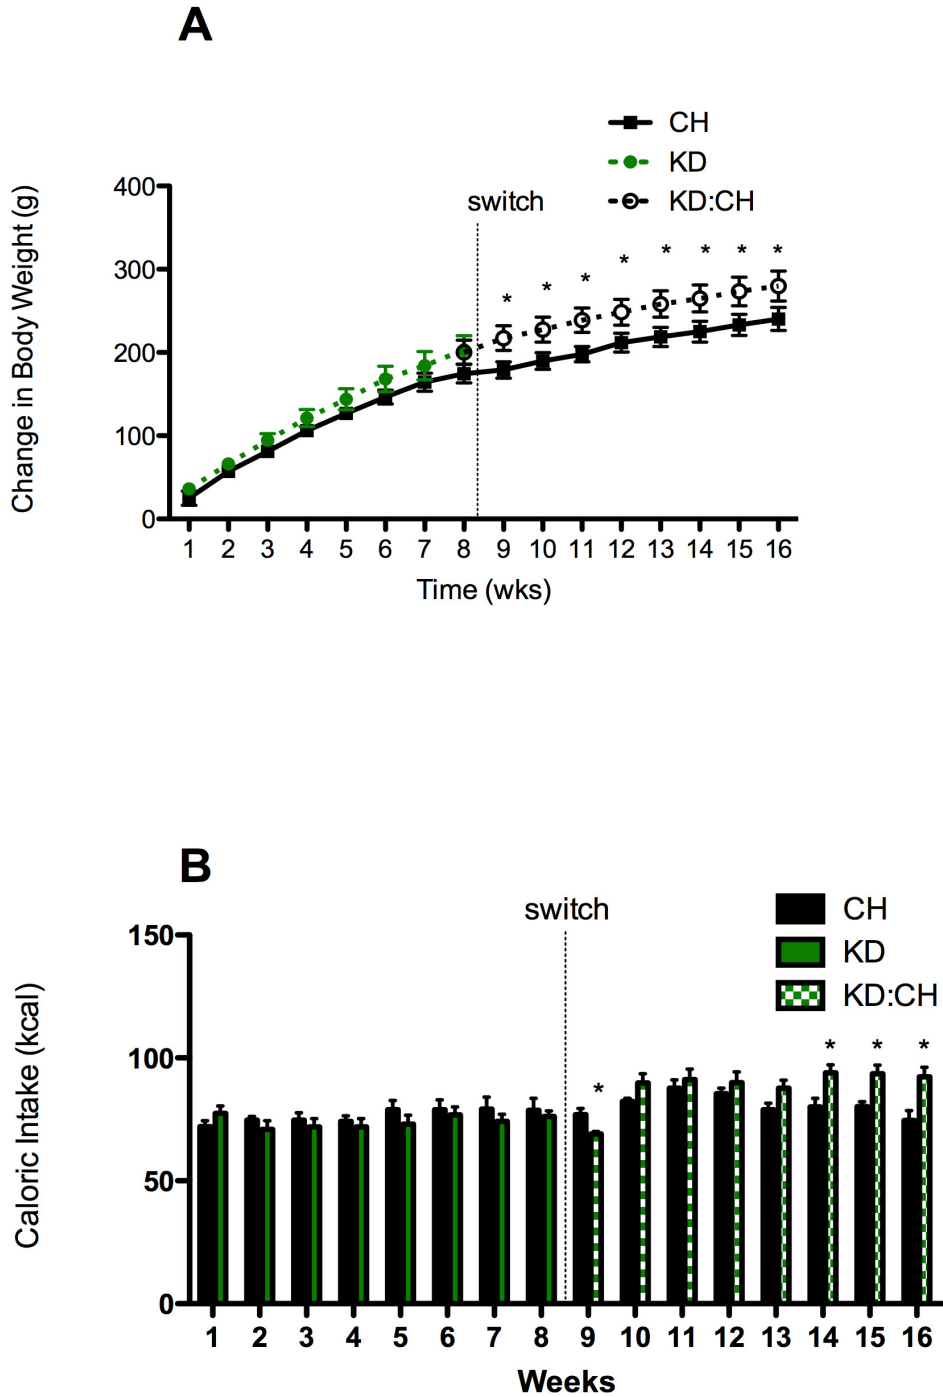 A
CH
KD
KD:CH
switch
Change in Body Weight (g)
400
300
200
100
0
* * * * * * * *
1 2 3 4 5 6 7 8 9 10 11 12 13 14 15 16
Time (wks)
B
switch
CH
KD
KD:CH
Caloric Intake (kcal)
150
100
50
0
* * * *
1 2 3 4 5 6 7 8 9 10 11 12 13 14 15 16
Weeks